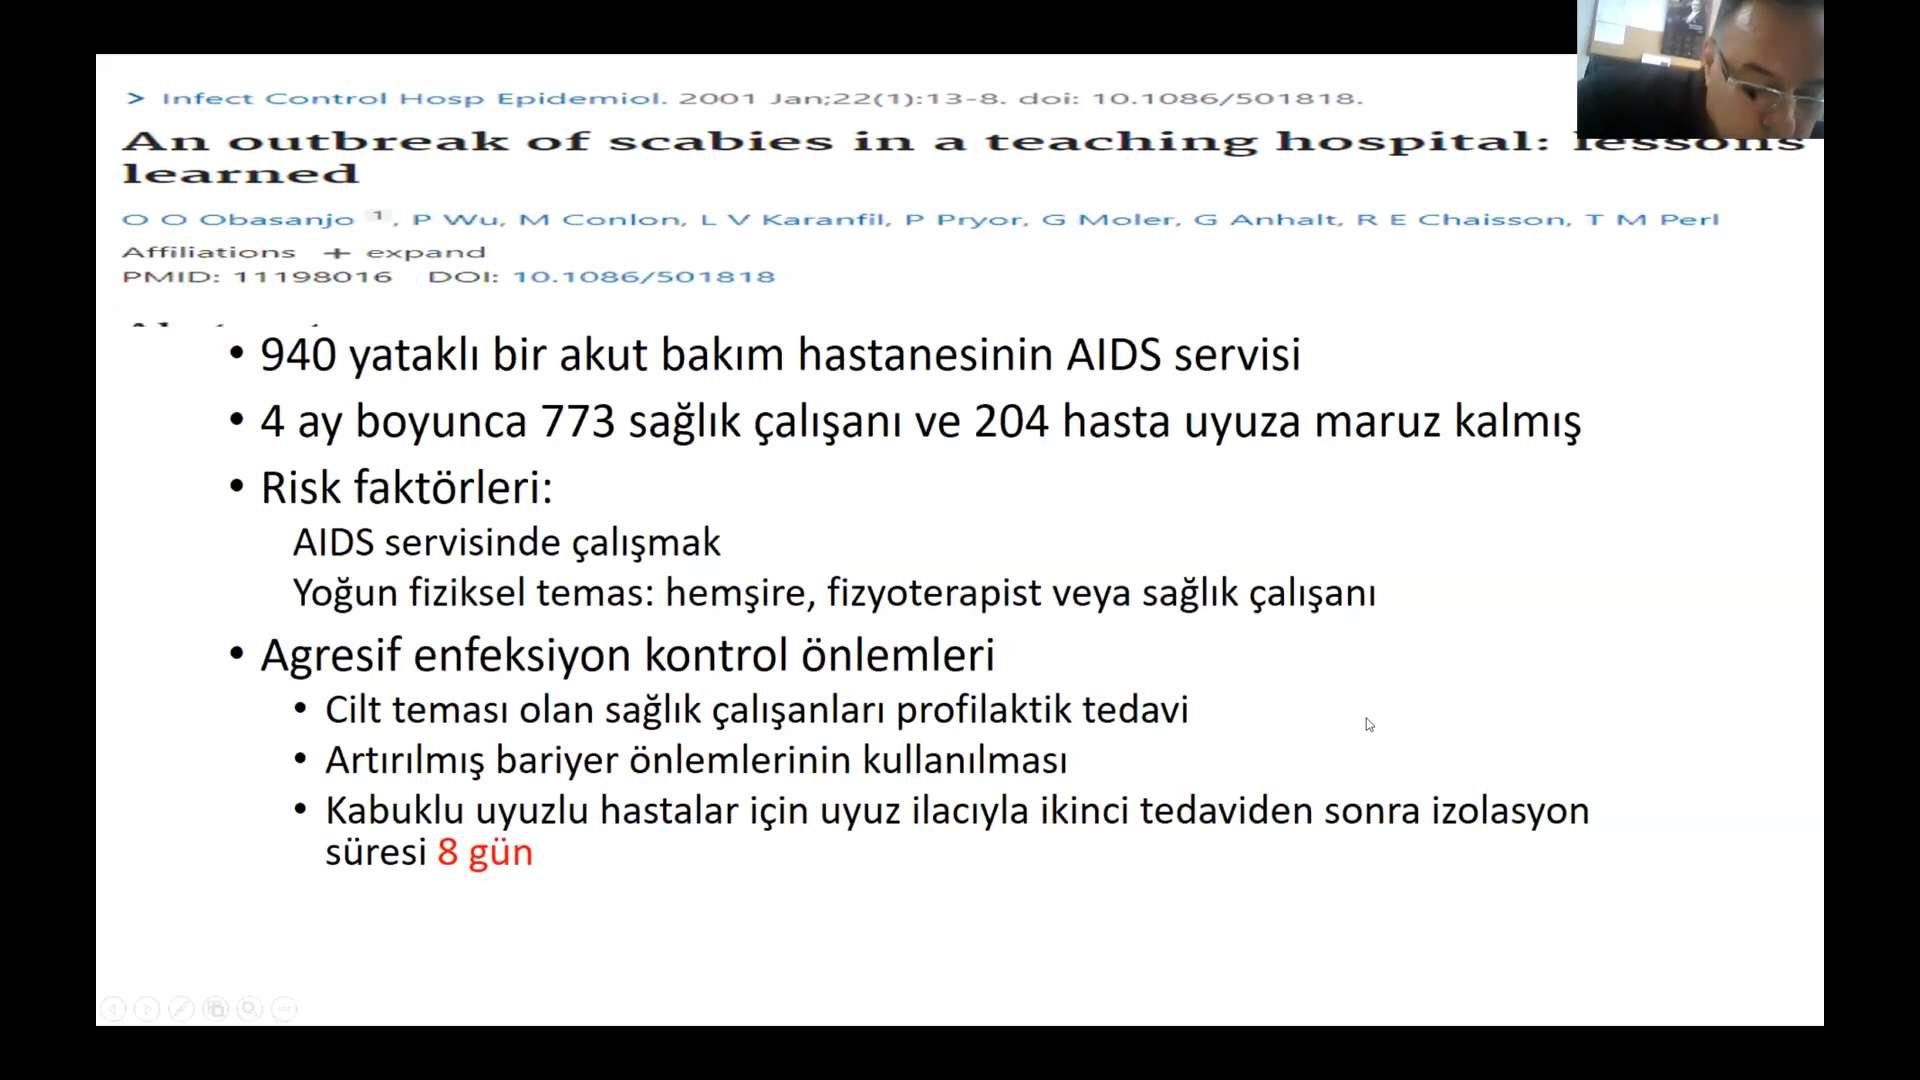 > Infect Control Hosp Epidemiol. 2001 Jan;22(1):13-8. doi: 10.1086/501818.
An outbreak of scabies in a teaching hospital: lessons
learned
O O Obasanjo 1, P Wu, M Conlon, L V Karanfil, P Pryor, G Moler, G Anhalt, R E Chaisson, T M Perl
Affiliations + expand
PMID: 11198016 DOI: 10.1086/501818
• 940 yataklı bir akut bakım hastanesinin AIDS servisi
• 4 ay boyunca 773 sağlık çalışanı ve 204 hasta uyuza maruz kalmış
• Risk faktörleri:
AIDS servisinde çalışmak
Yoğun fiziksel temas: hemşire, fizyoterapist veya sağlık çalışanı
• Agresif enfeksiyon kontrol önlemleri
• Cilt teması olan sağlık çalışanları profilaktik tedavi
• Artırılmış bariyer önlemlerinin kullanılması
• Kabuklu uyuzlu hastalar için uyuz ilacıyla ikinci tedaviden sonra izolasyon
süresi 8 gün